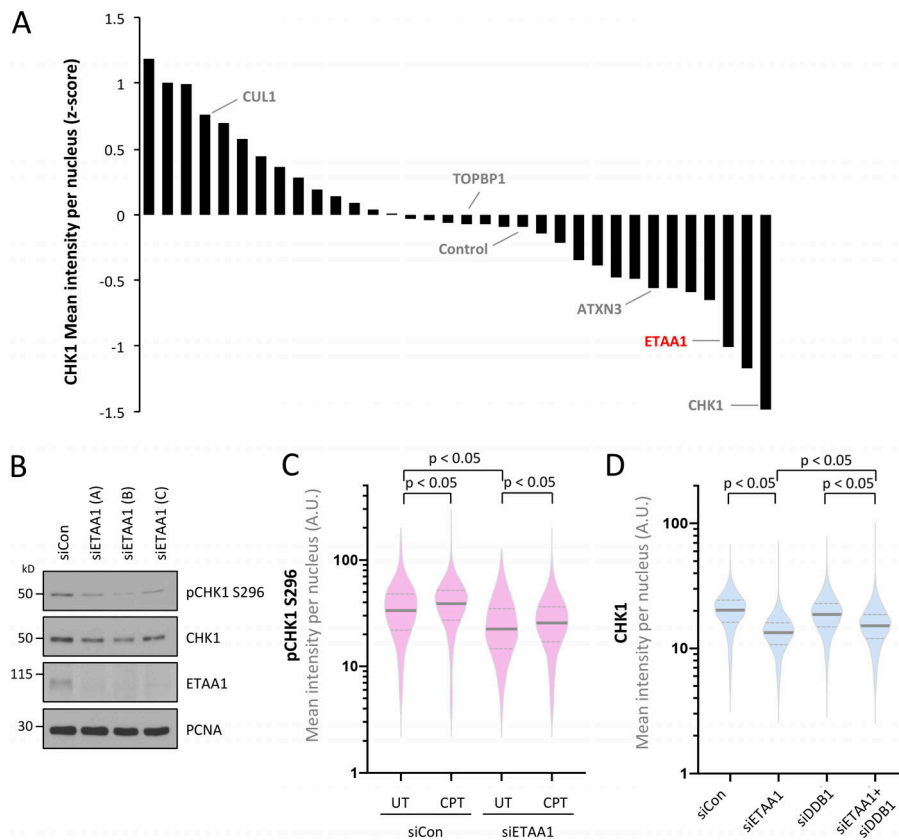 A
CHK1 Mean intensity per nucleus (z-score)
1.5
1
0.5
0
-0.5
-1
-1.5
CUL1
TOPBP1
Control
ATXN3
ETAA1
CHK1
B
siCon
siETAA1 (A)
siETAA1 (B)
siETAA1 (C)
kD
50
pCHK1 S296
50
CHK1
115
ETAA1
30
PCNA
C
p < 0.05
p < 0.05
p < 0.05
pCHK1 S296
Mean intensity per nucleus (A.U.)
100
10
1
UT
CPT
UT
CPT
siCon
siETAA1
D
p < 0.05
p < 0.05
p < 0.05
CHK1
Mean intensity per nucleus (A.U.)
100
10
1
siCon
siETAA1
siDDB1
siETAA1+
siDDB1